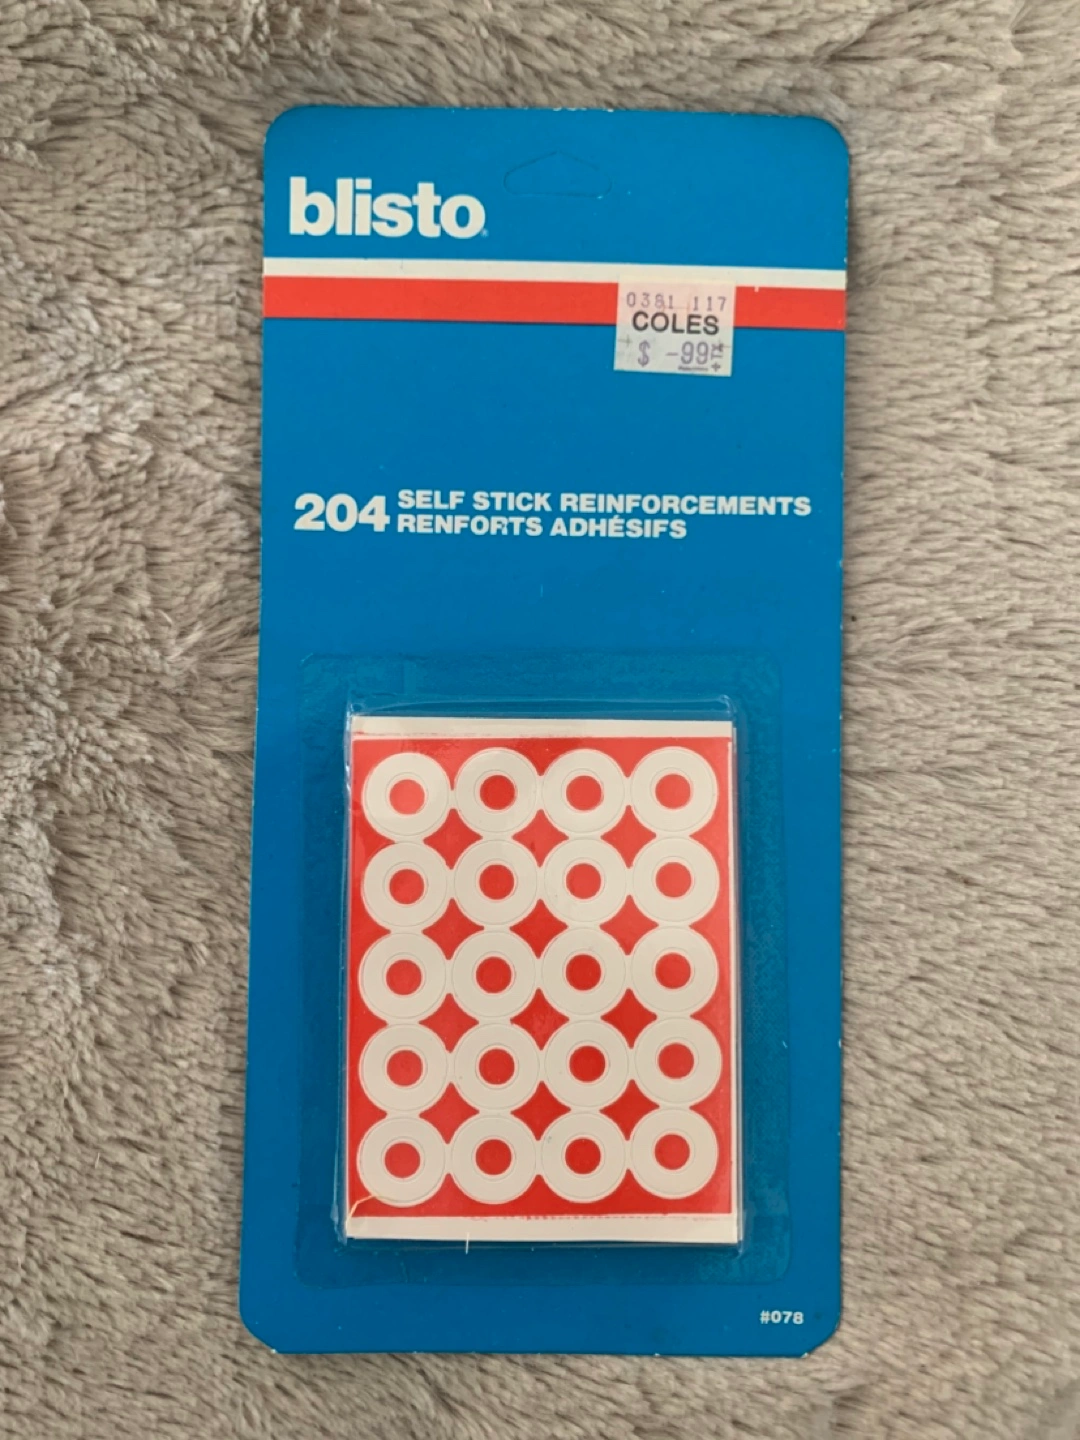 blisto
0381 117
COLES
$ -99
204 SELF STICK REINFORCEMENTS
RENFORTS ADHÉSIFS
#078